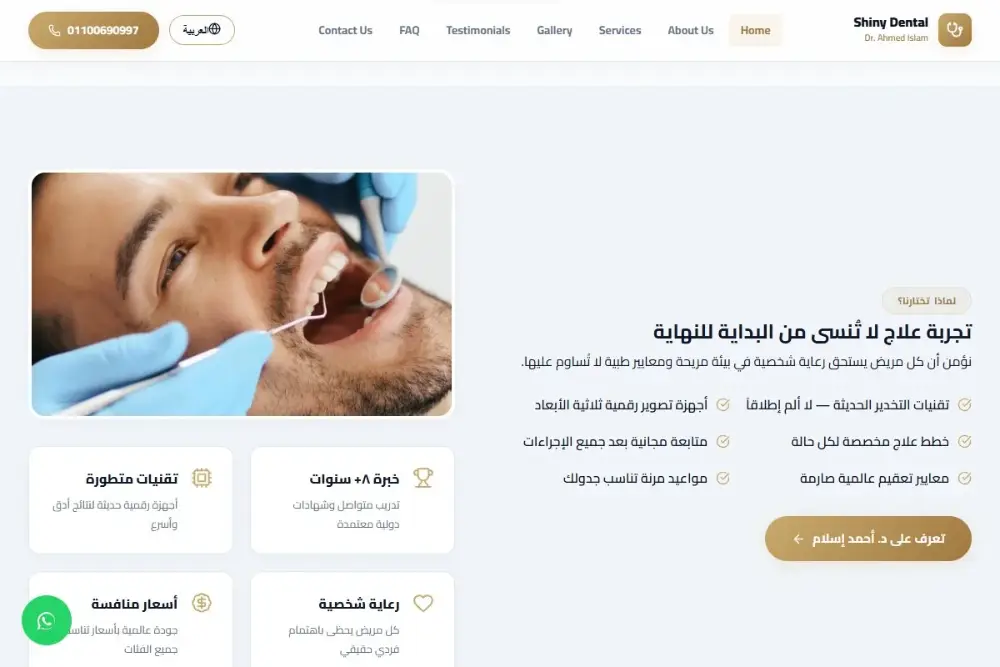 Shiny Dental
Dr. Ahmed Islam
Home
About Us
Services
Gallery
Testimonials
FAQ
Contact Us
العربية
01100690997
لماذا تختارنا؟
تجربة علاج لا تُنسى من البداية للنهاية
نؤمن أن كل مريض يستحق رعاية شخصية في بيئة مريحة ومعايير طبية لا تُساوم عليها.
تقنيات التخدير الحديثة — لا ألم إطلاقاً
أجهزة تصوير رقمية ثلاثية الأبعاد
خطط علاج مخصصة لكل حالة
متابعة مجانية بعد جميع الإجراءات
معايير تعقيم عالمية صارمة
مواعيد مرنة تناسب جدولك
تعرف على د. أحمد إسلام ←
خبرة ٨+ سنوات
تدريب متواصل وشهادات
دولية معتمدة
تقنيات متطورة
أجهزة رقمية حديثة لنتائج أدق
وأسرع
رعاية شخصية
كل مريض يحظى باهتمام
فردي حقيقي
أسعار منافسة
جودة عالمية بأسعار تناسب
جميع الفئات